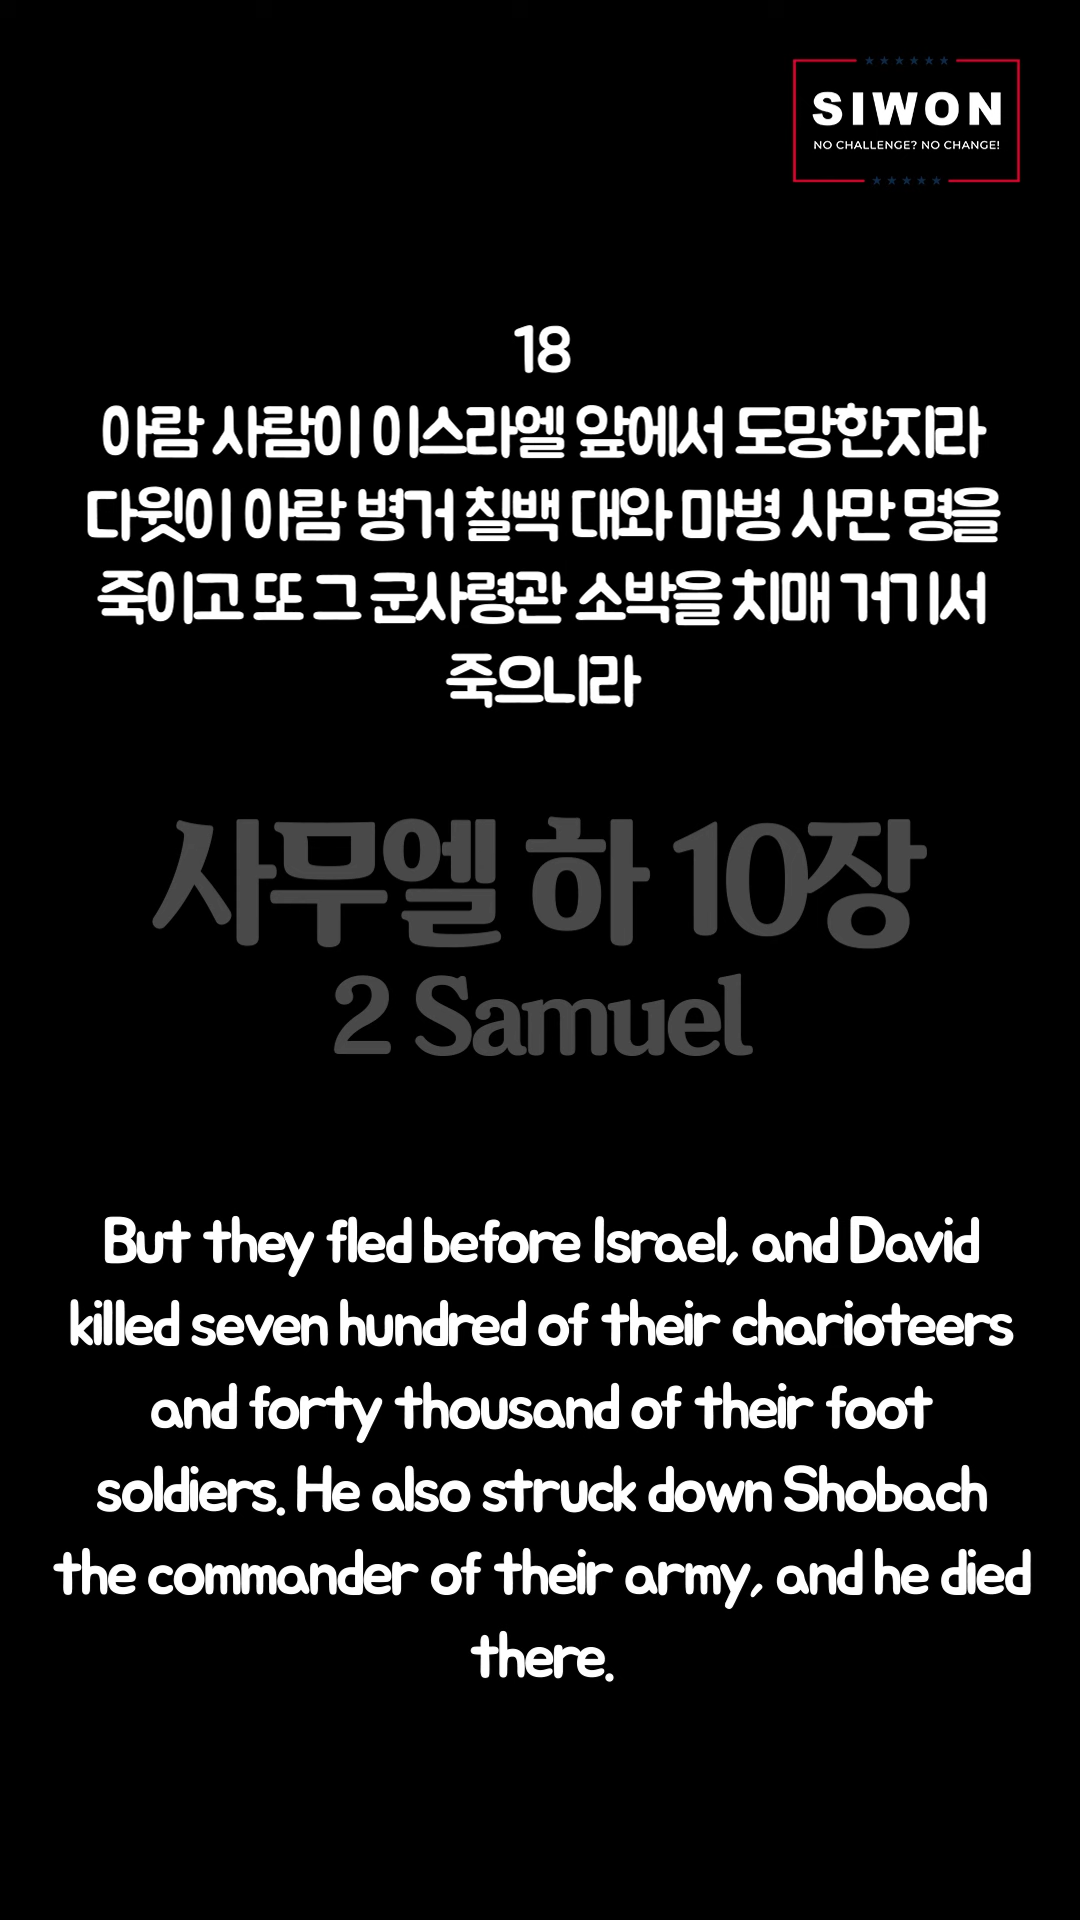 SIWON
NO CHALLENGE? NO CHANGE!
18
아람 사람이 이스라엘 앞에서 도망한지라
다윗이 아람 병거 칠백 대와 마병 사만 명을
죽이고 또 그 군사령관 소박을 치매 거기서
죽으니라
사무엘 하 10장
2 Samuel
But they fled before Israel, and David
killed seven hundred of their charioteers
and forty thousand of their foot
soldiers. He also struck down Shobach
the commander of their army, and he died
there.